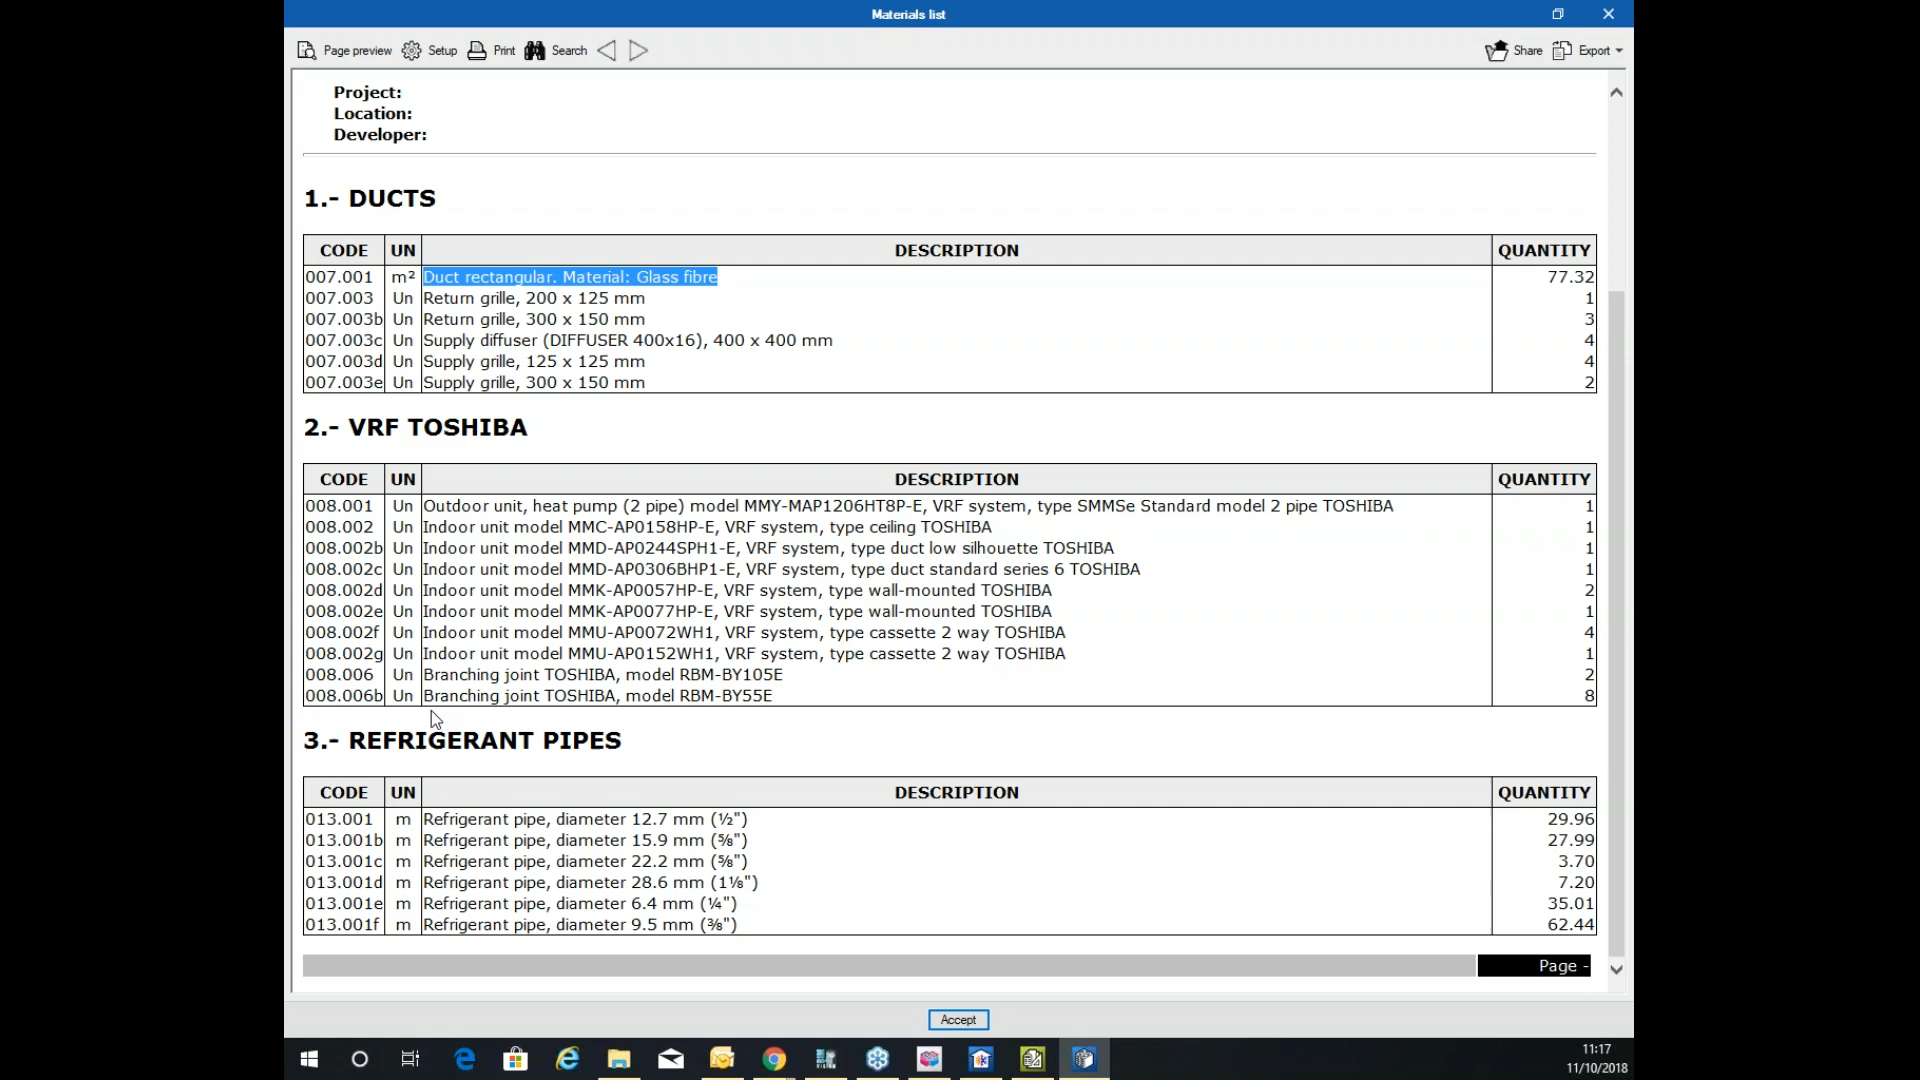 Materials list
Page preview Setup Print Search Share Export
Project:
Location:
Developer:
1.- DUCTS
CODE UN DESCRIPTION QUANTITY
007.001 m² Duct rectangular. Material: Glass fibre 77.32
007.003 Un Return grille, 200 x 125 mm 1
007.003b Un Return grille, 300 x 150 mm 3
007.003c Un Supply diffuser (DIFFUSER 400x16), 400 x 400 mm 4
007.003d Un Supply grille, 125 x 125 mm 4
007.003e Un Supply grille, 300 x 150 mm 2
2.- VRF TOSHIBA
CODE UN DESCRIPTION QUANTITY
008.001 Un Outdoor unit, heat pump (2 pipe) model MMY-MAP1206HT8P-E, VRF system, type SMMSe Standard model 2 pipe TOSHIBA 1
008.002 Un Indoor unit model MMC-AP0158HP-E, VRF system, type ceiling TOSHIBA 1
008.002b Un Indoor unit model MMD-AP0244SPH1-E, VRF system, type duct low silhouette TOSHIBA 1
008.002c Un Indoor unit model MMD-AP0306BHP1-E, VRF system, type duct standard series 6 TOSHIBA 1
008.002d Un Indoor unit model MMK-AP0057HP-E, VRF system, type wall-mounted TOSHIBA 2
008.002e Un Indoor unit model MMK-AP0077HP-E, VRF system, type wall-mounted TOSHIBA 1
008.002f Un Indoor unit model MMU-AP0072WH1, VRF system, type cassette 2 way TOSHIBA 4
008.002g Un Indoor unit model MMU-AP0152WH1, VRF system, type cassette 2 way TOSHIBA 1
008.006 Un Branching joint TOSHIBA, model RBM-BY105E 2
008.006b Un Branching joint TOSHIBA, model RBM-BY55E 8
3.- REFRIGERANT PIPES
CODE UN DESCRIPTION QUANTITY
013.001 m Refrigerant pipe, diameter 12.7 mm (½") 29.96
013.001b m Refrigerant pipe, diameter 15.9 mm (⅝") 27.99
013.001c m Refrigerant pipe, diameter 22.2 mm (⅝") 3.70
013.001d m Refrigerant pipe, diameter 28.6 mm (1⅛") 7.20
013.001e m Refrigerant pipe, diameter 6.4 mm (¼") 35.01
013.001f m Refrigerant pipe, diameter 9.5 mm (⅜") 62.44
Page -
Accept
11:17
11/10/2018